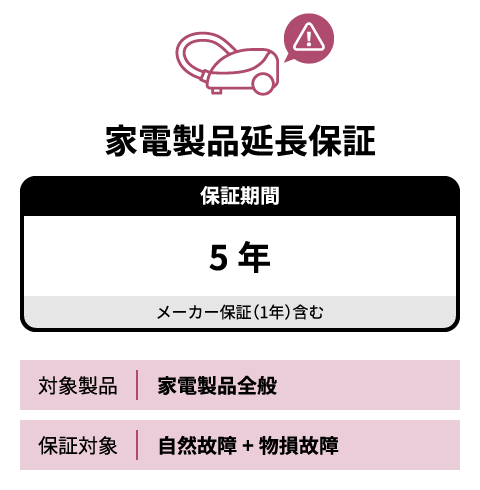 家電製品延長保証
保証期間
5 年
メーカー保証（1年）含む
対象製品 家電製品全般
保証対象 自然故障 + 物損故障